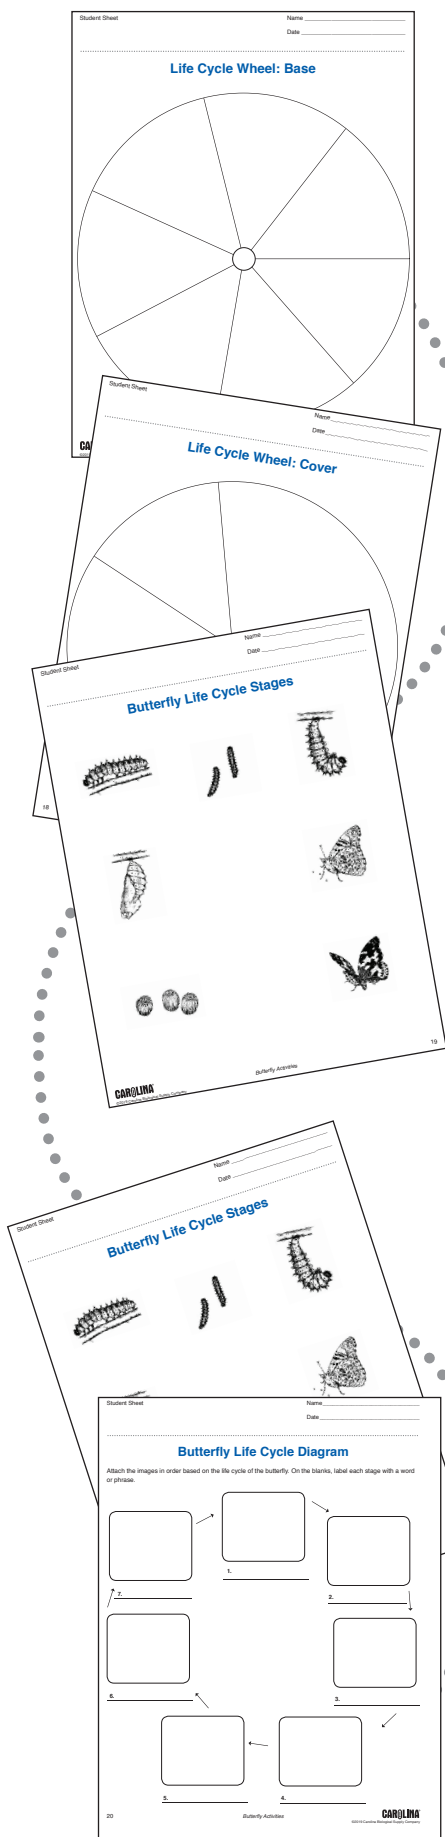 Student Sheet
Name
Date
Life Cycle Wheel: Base
CA
Student Sheet
Name
Date
Life Cycle Wheel: Cover
18
Student Sheet
Name
Date
Butterfly Life Cycle Stages
19
Butterfly Activities
CAROLINA
Student Sheet
Name
Date
Butterfly Life Cycle Stages
Student Sheet
Name
Date
Butterfly Life Cycle Diagram
Attach the images in order based on the life cycle of the butterfly. On the blanks, label each stage with a word
or phrase.
1.
7.
2.
6.
3.
5.
4.
20
Butterfly Activities
CAROLINA
©2016 Carolina Biological Supply Company